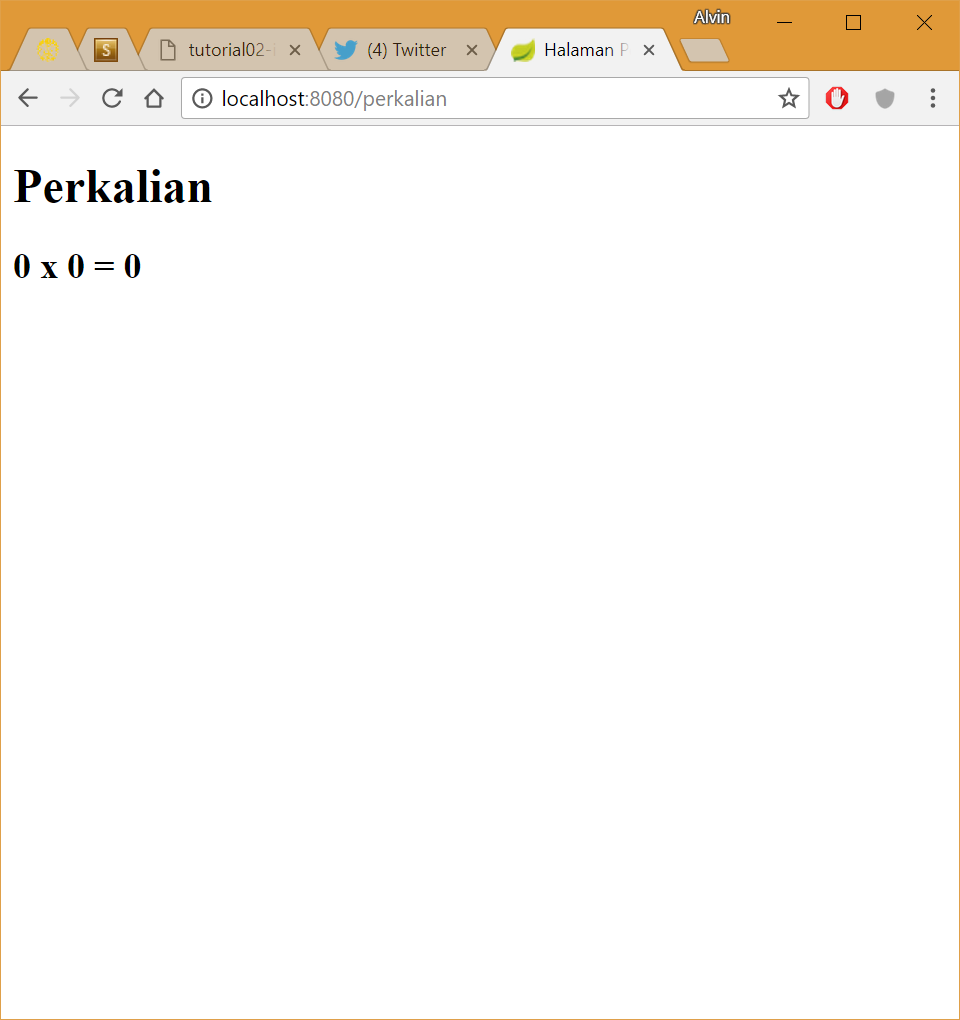 Alvin
S tutorial02- (4) Twitter Halaman P
localhost:8080/perkalian
Perkalian
0 x 0 = 0